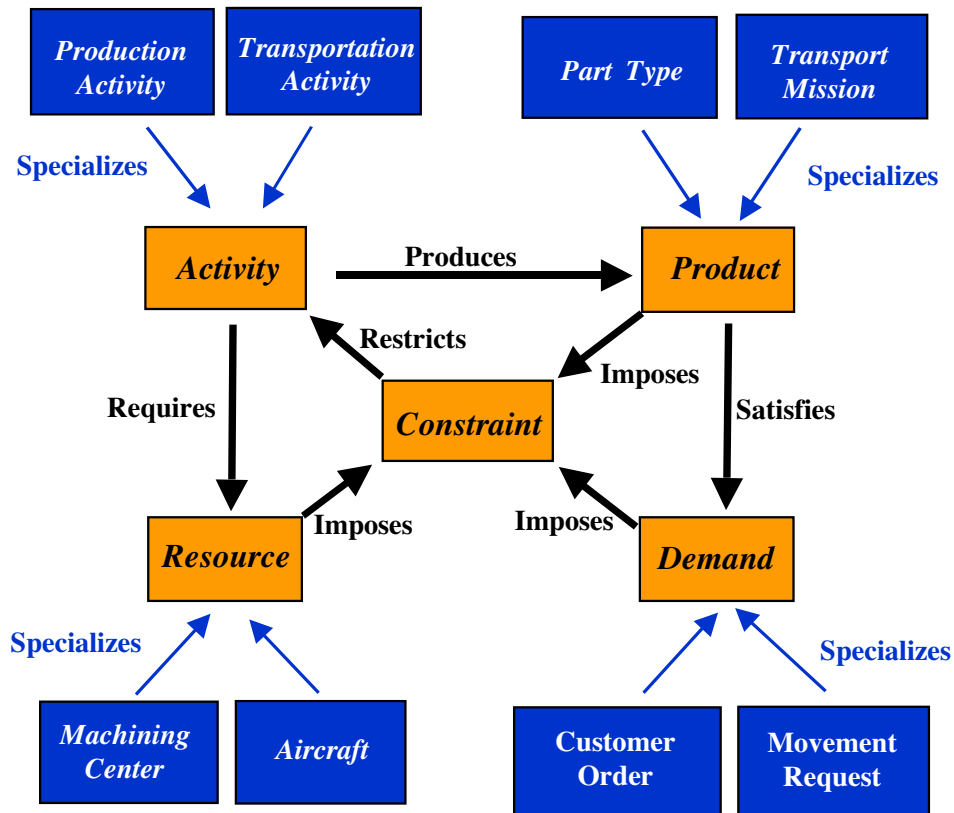 Production
Activity
Transportation
Activity
Part Type
Transport
Mission
Specializes
Specializes
Activity
Produces
Product
Restricts
Imposes
Requires
Constraint
Satisfies
Imposes
Imposes
Resource
Demand
Specializes
Specializes
Machining
Center
Aircraft
Customer
Order
Movement
Request